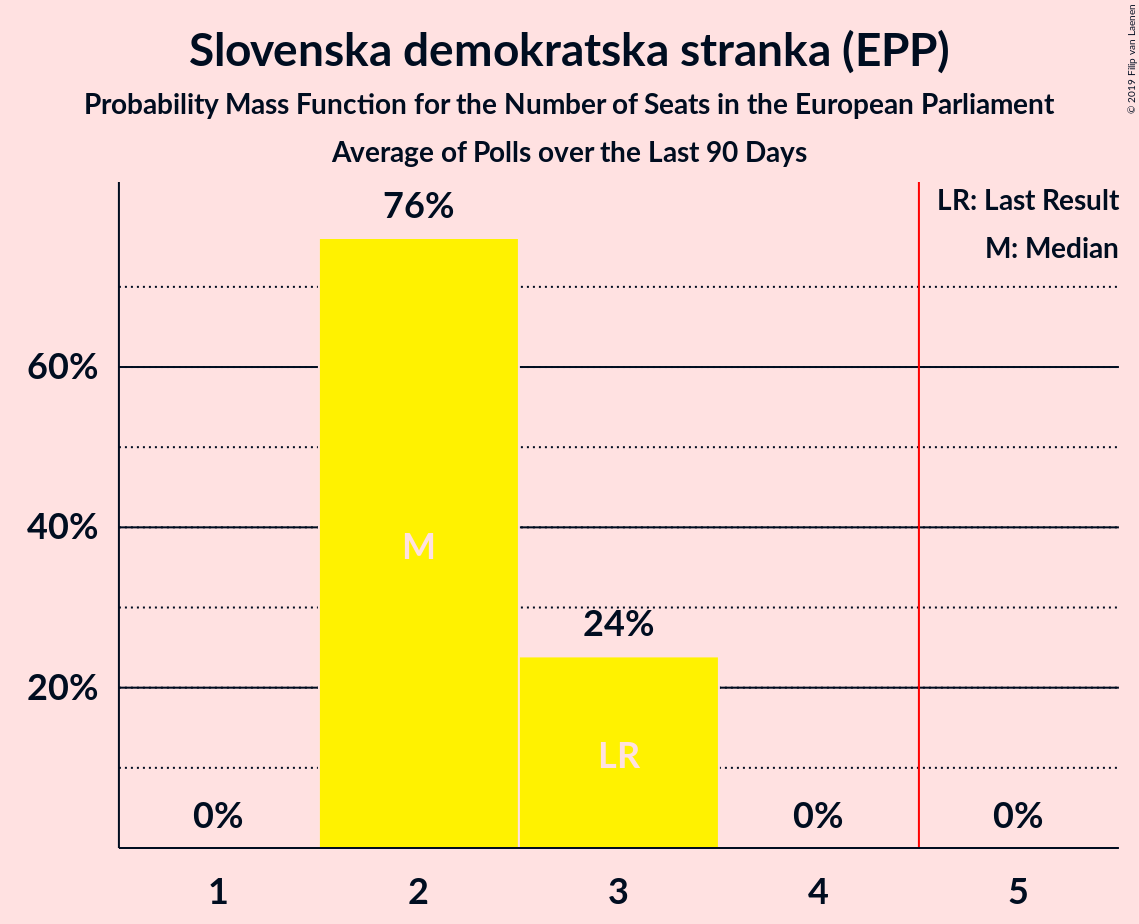 Slovenska demokratska stranka (EPP)
Probability Mass Function for the Number of Seats in the European Parliament
Average of Polls over the Last 90 Days
© 2019 Filip van Laenen
LR: Last Result
M: Median
76%
60%
40%
M
24%
20%
LR
0%
0%
0%
1
2
3
4
5